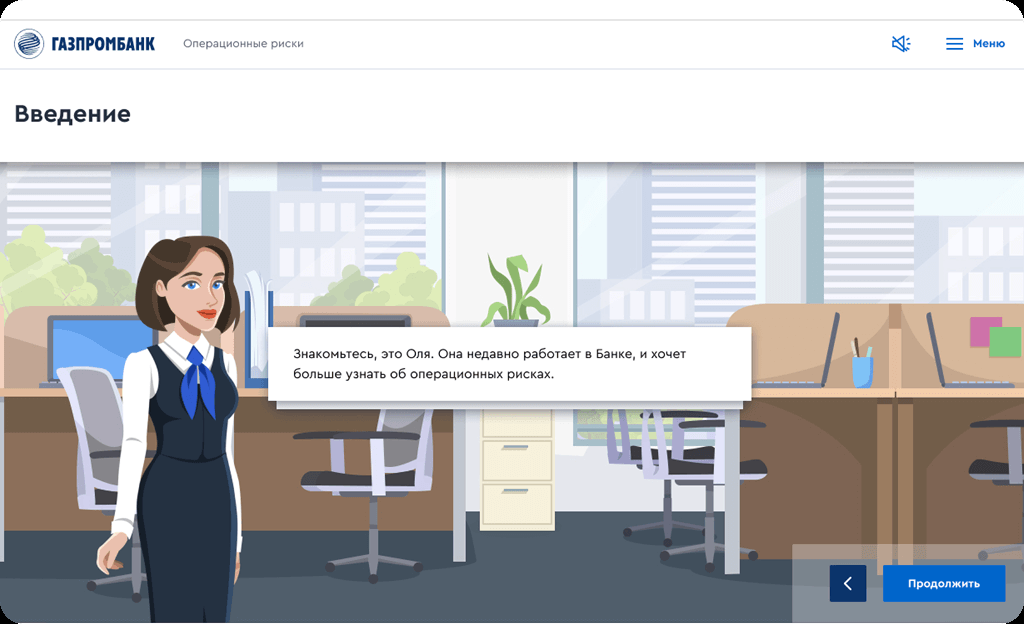 ГАЗПРОМБАНК
Операционные риски
Меню
Введение
Знакомьтесь, это Оля. Она недавно работает в Банке, и хочет
больше узнать об операционных рисках.
Продолжить